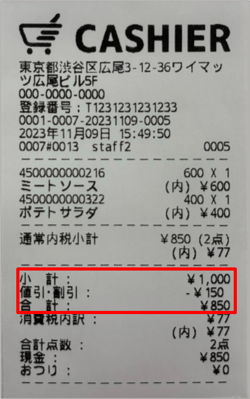 CASHIER
東京都渋谷区広尾3-12-36ワイマッ
ツ広尾ビル5F
000-0000-0000
登録番号：T1231231231233
0001-0007-20231109-0005
2023年11月09日 15:49:50
0007#0013 staff2 0005
4500000000216 600 X 1
ミートソース (内) ¥600
4500000000322 400 X 1
ポテトサラダ (内) ¥400
通常内税小計 ¥850 (2点)
(内) ¥77
小 計 : ¥1,000
値引・割引 : -¥150
合 計 : ¥850
消費税内訳 : ¥77
(内) ¥77
合計点数 : 2点
現金 : ¥850
おつり : ¥0